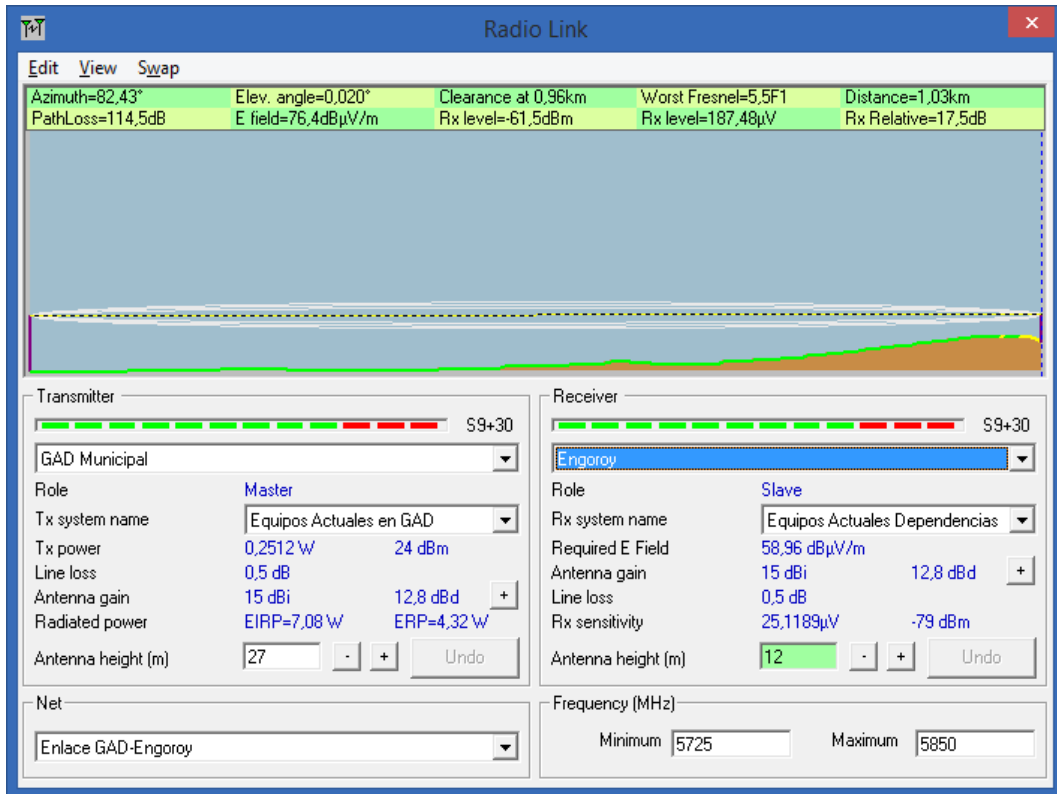 Radio Link
Edit View Swap
Azimuth=82,43° Elev. angle=0,020° Clearance at 0,96km Worst Fresnel=5,5F1 Distance=1,03km
PathLoss=114,5dB E field=76,4dBµV/m Rx level=-61,5dBm Rx level=187,48µV Rx Relative=17,5dB
Transmitter
S9+30
GAD Municipal
Role Master
Tx system name Equipos Actuales en GAD
Tx power 0,2512 W 24 dBm
Line loss 0,5 dB
Antenna gain 15 dBi 12,8 dBd +
Radiated power EIRP=7,08 W ERP=4,32 W
Antenna height (m) 27 - + Undo
Receiver
S9+30
Engoroy
Role Slave
Rx system name Equipos Actuales Dependencias
Required E Field 58,96 dBµV/m
Antenna gain 15 dBi 12,8 dBd +
Line loss 0,5 dB
Rx sensitivity 25,1189µV -79 dBm
Antenna height (m) 12 - + Undo
Net
Enlace GAD-Engoroy
Frequency (MHz)
Minimum 5725 Maximum 5850